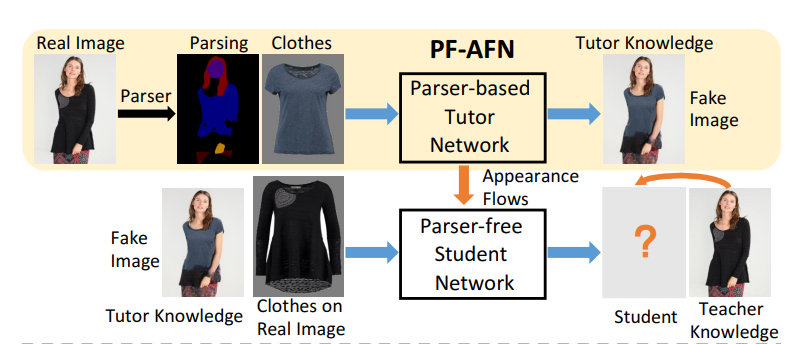 Real Image
Parsing
Clothes
PF-AFN
Tutor Knowledge
Parser
Parser-based
Tutor
Network
Fake
Image
Appearance
Flows
Fake
Image
Parser-free
Student
Network
?
Tutor Knowledge
Clothes on
Real Image
Student
Teacher
Knowledge